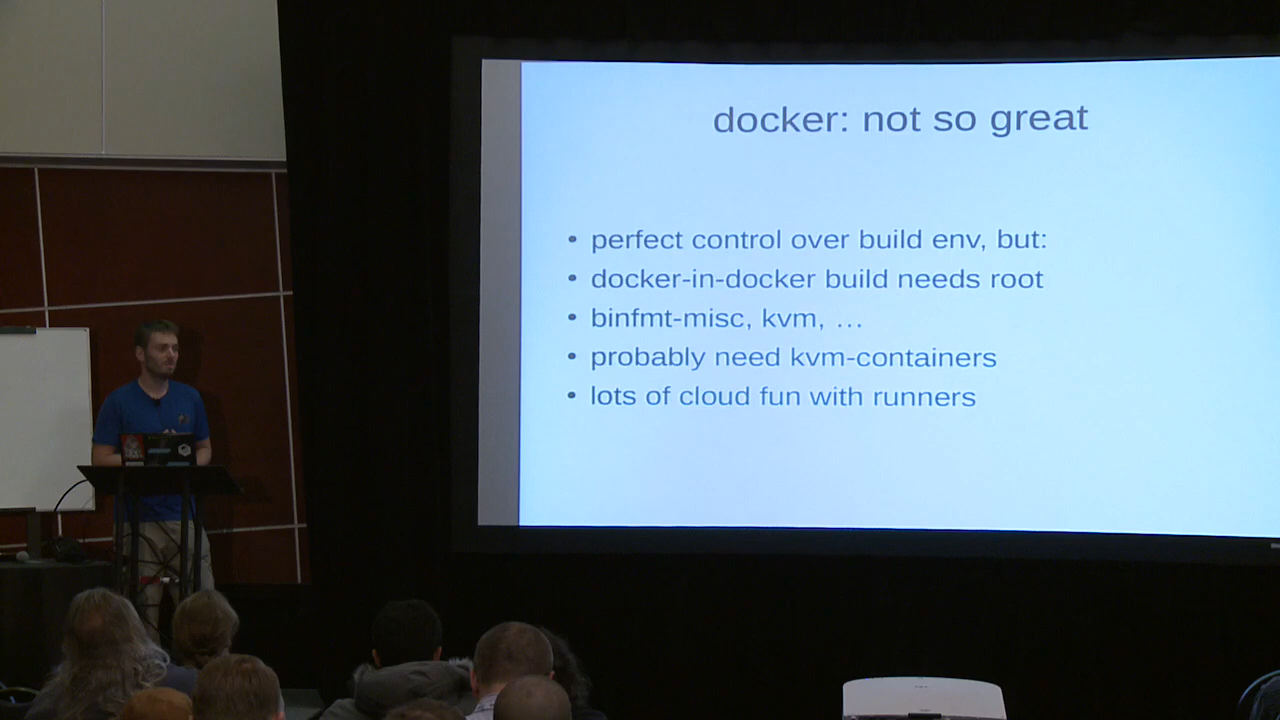 docker: not so great
• perfect control over build env, but:
• docker-in-docker build needs root
• binfmt-misc, kvm, …
• probably need kvm-containers
• lots of cloud fun with runners